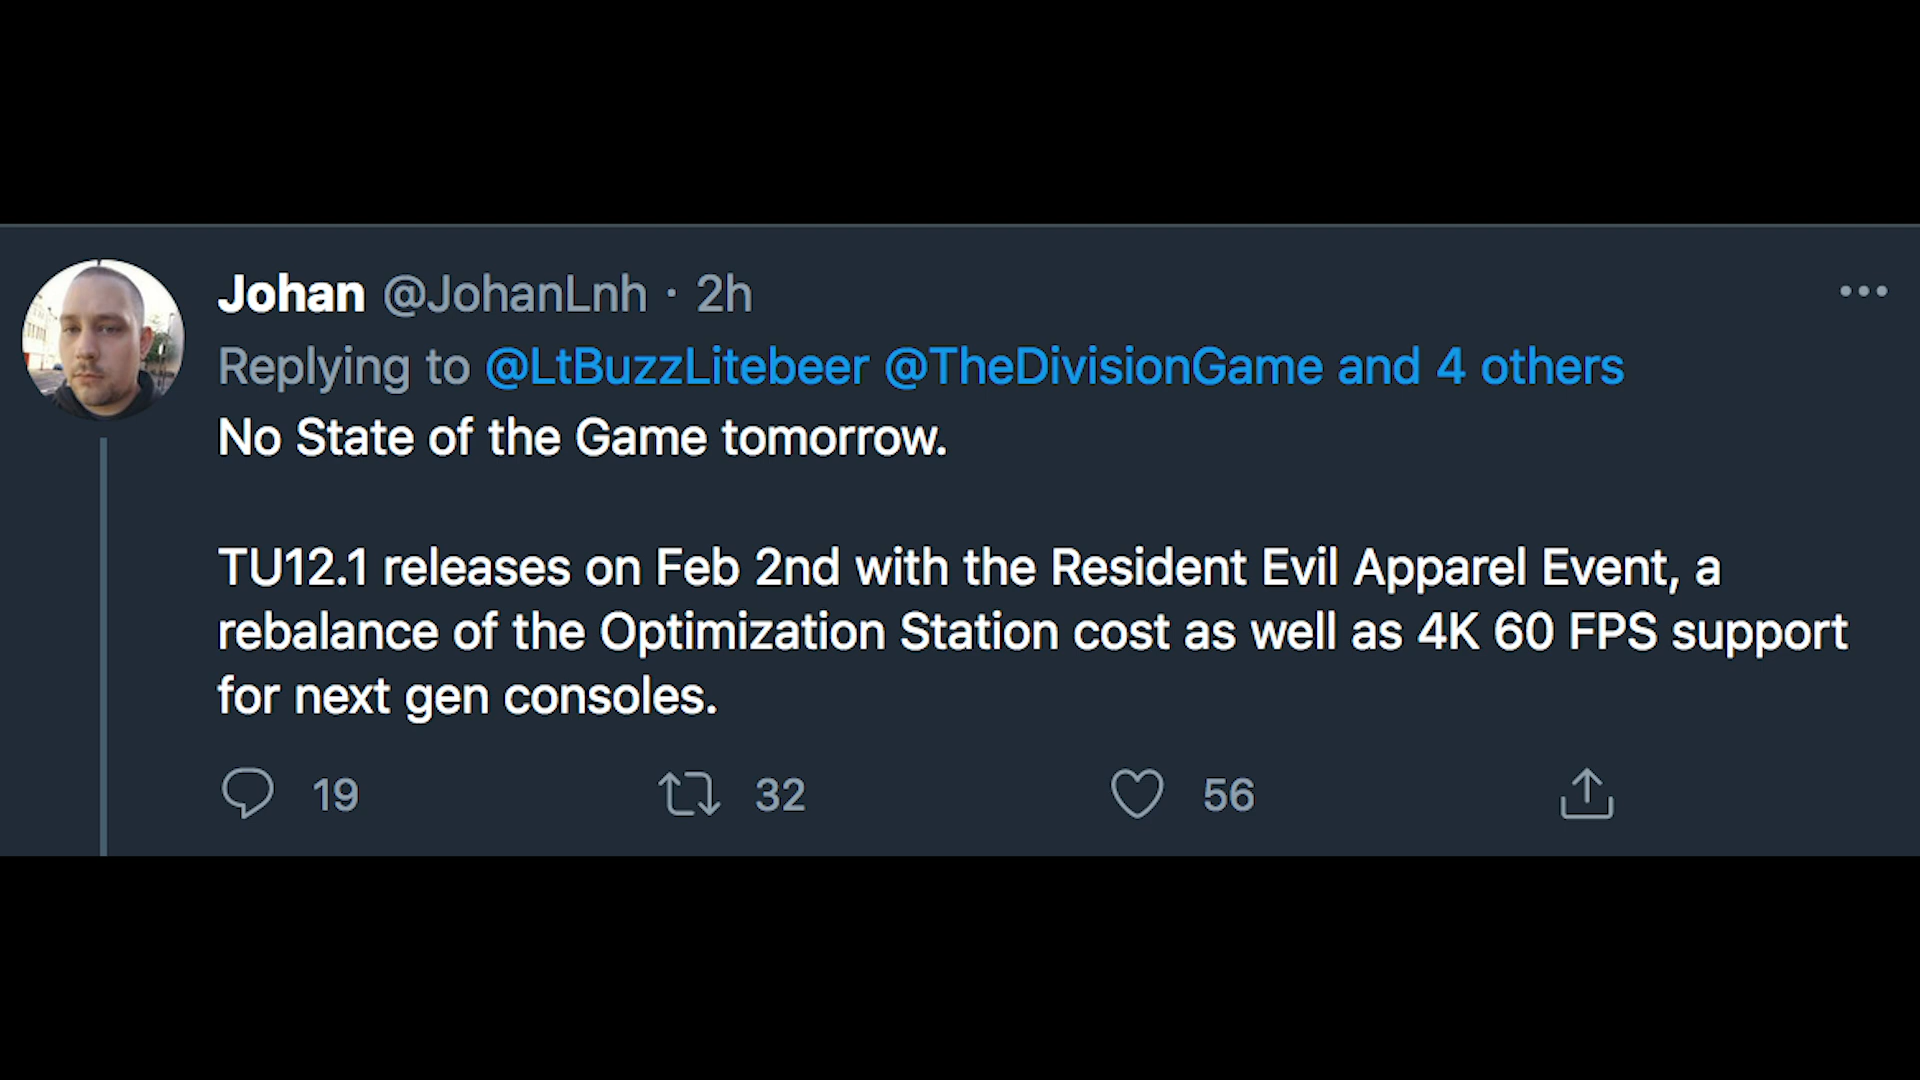 Johan @JohanLnh · 2h
Replying to @LtBuzzLitebeer @TheDivisionGame and 4 others
No State of the Game tomorrow.
TU12.1 releases on Feb 2nd with the Resident Evil Apparel Event, a
rebalance of the Optimization Station cost as well as 4K 60 FPS support
for next gen consoles.
19 32 56